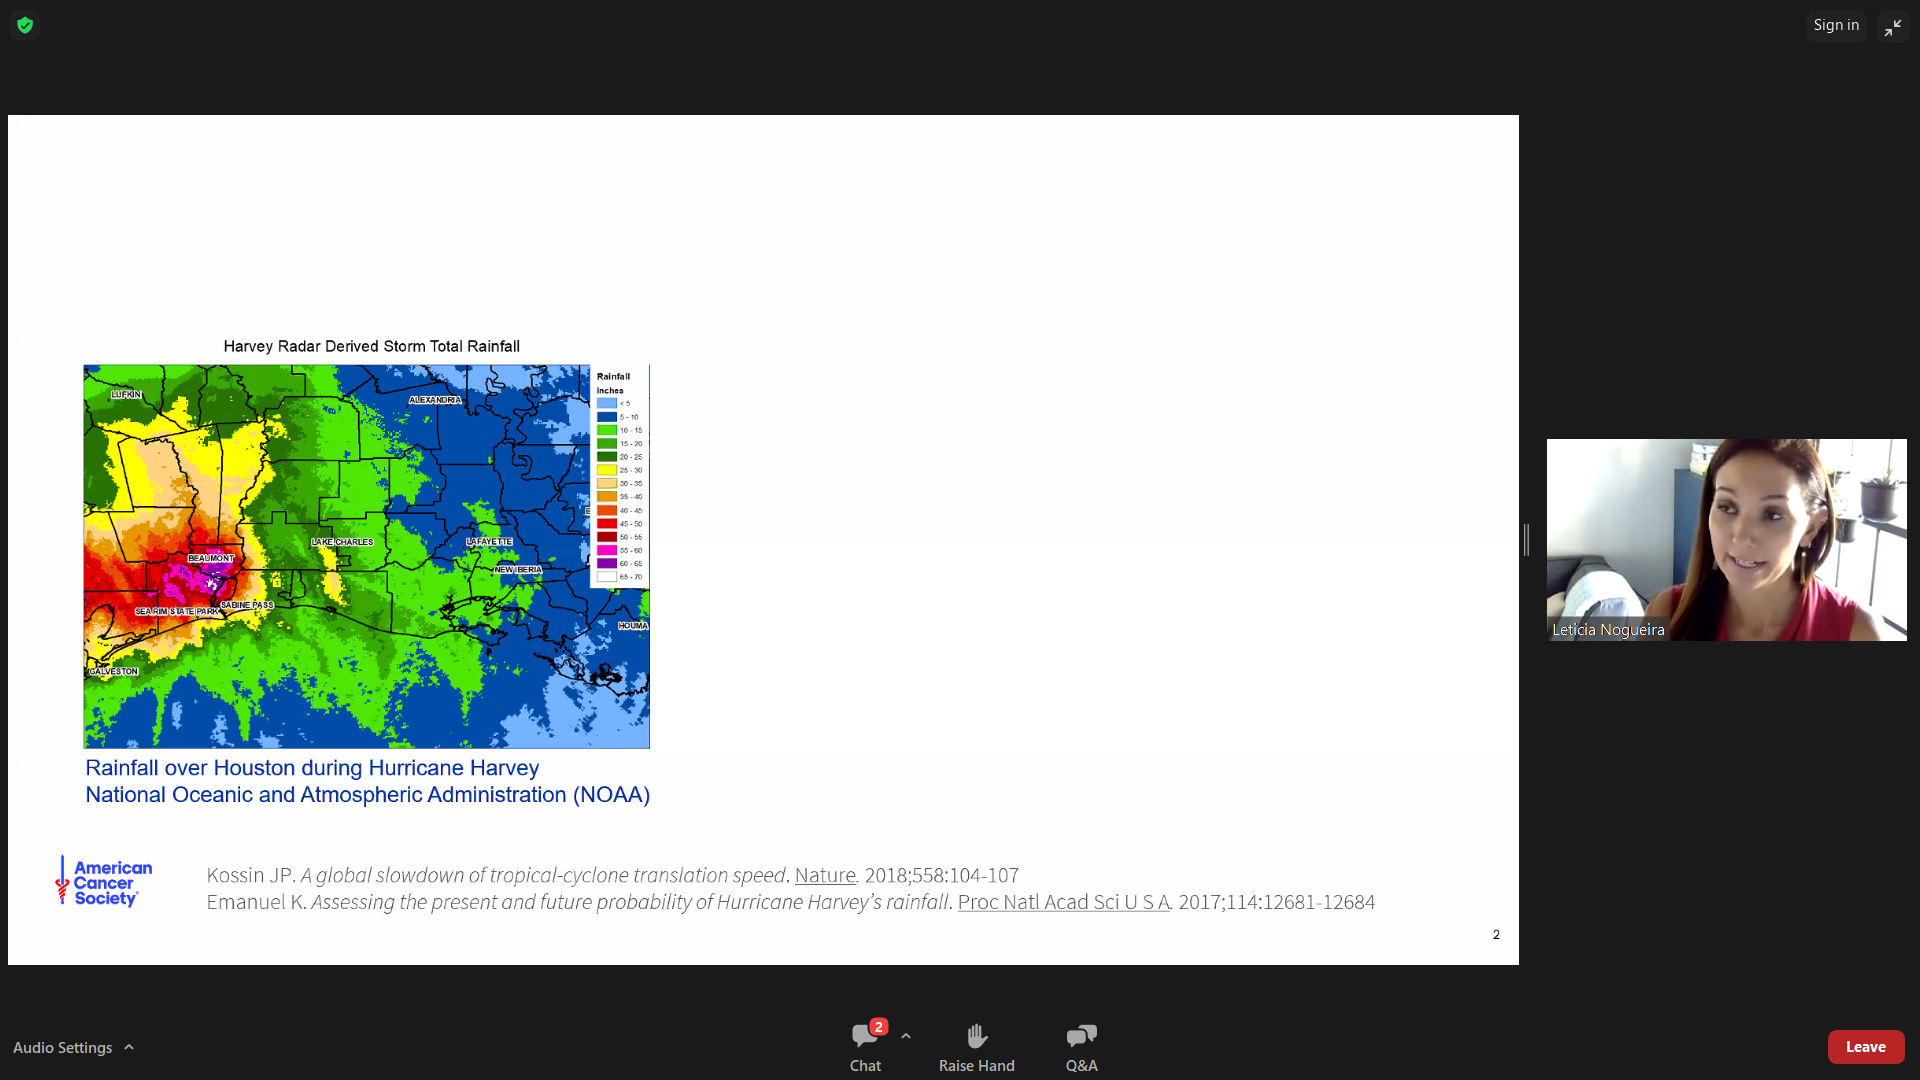 Sign in
Harvey Radar Derived Storm Total Rainfall
LUFKIN
ALEXANDRIA
Rainfall
Inches
< 5
5 - 10
10 - 15
15 - 20
20 - 25
25 - 30
30 - 35
35 - 40
40 - 45
45 - 50
50 - 55
55 - 60
60 - 65
65 - 70
LAKE CHARLES
LAFAYETTE
BEAUMONT
NEW IBERIA
SEA RIM STATE PARK
SABINE PASS
HOUMA
GALVESTON
Rainfall over Houston during Hurricane Harvey
National Oceanic and Atmospheric Administration (NOAA)
American
Cancer
Society
Kossin JP. A global slowdown of tropical-cyclone translation speed. Nature. 2018;558:104-107
Emanuel K. Assessing the present and future probability of Hurricane Harvey’s rainfall. Proc Natl Acad Sci U S A. 2017;114:12681-12684
2
Leticia Nogueira
Audio Settings
2
Chat
Raise Hand
Q&A
Leave